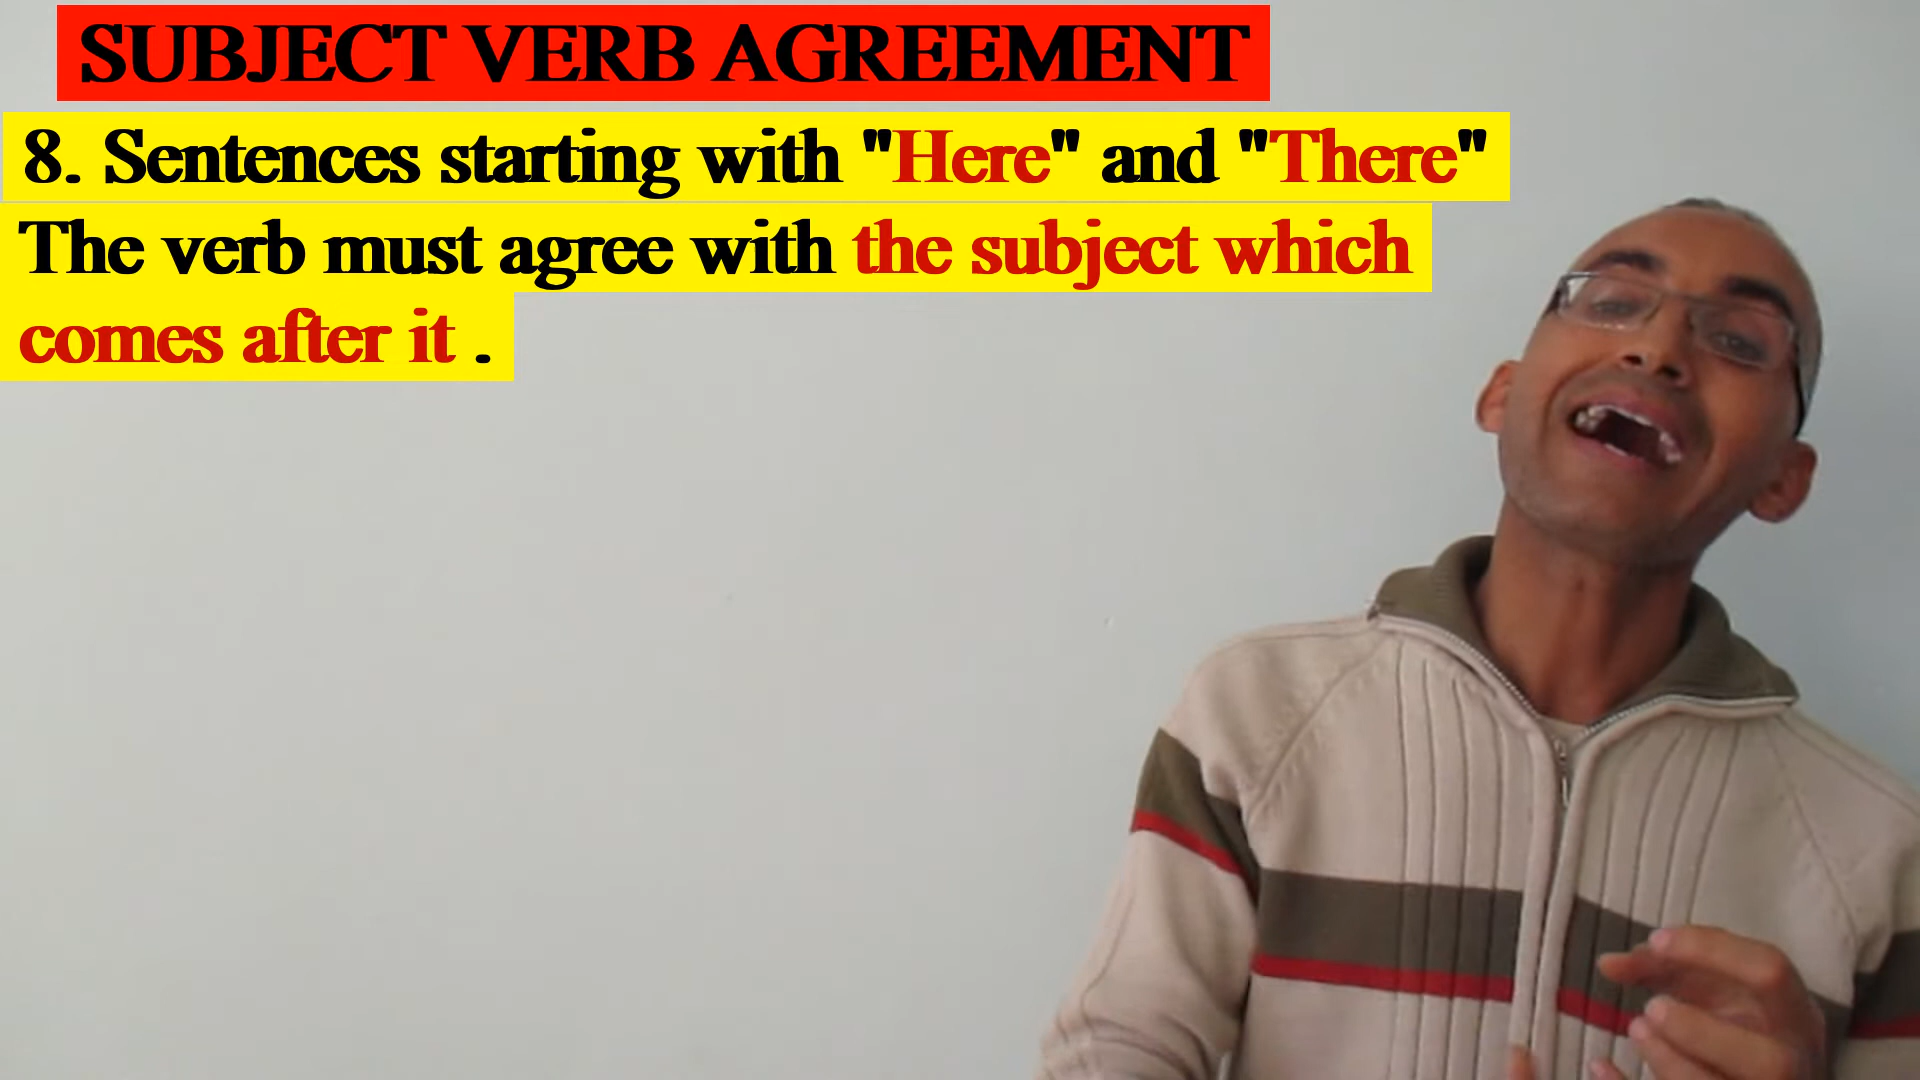 SUBJECT VERB AGREEMENT
8. Sentences starting with "Here" and "There"
The verb must agree with the subject which
comes after it .